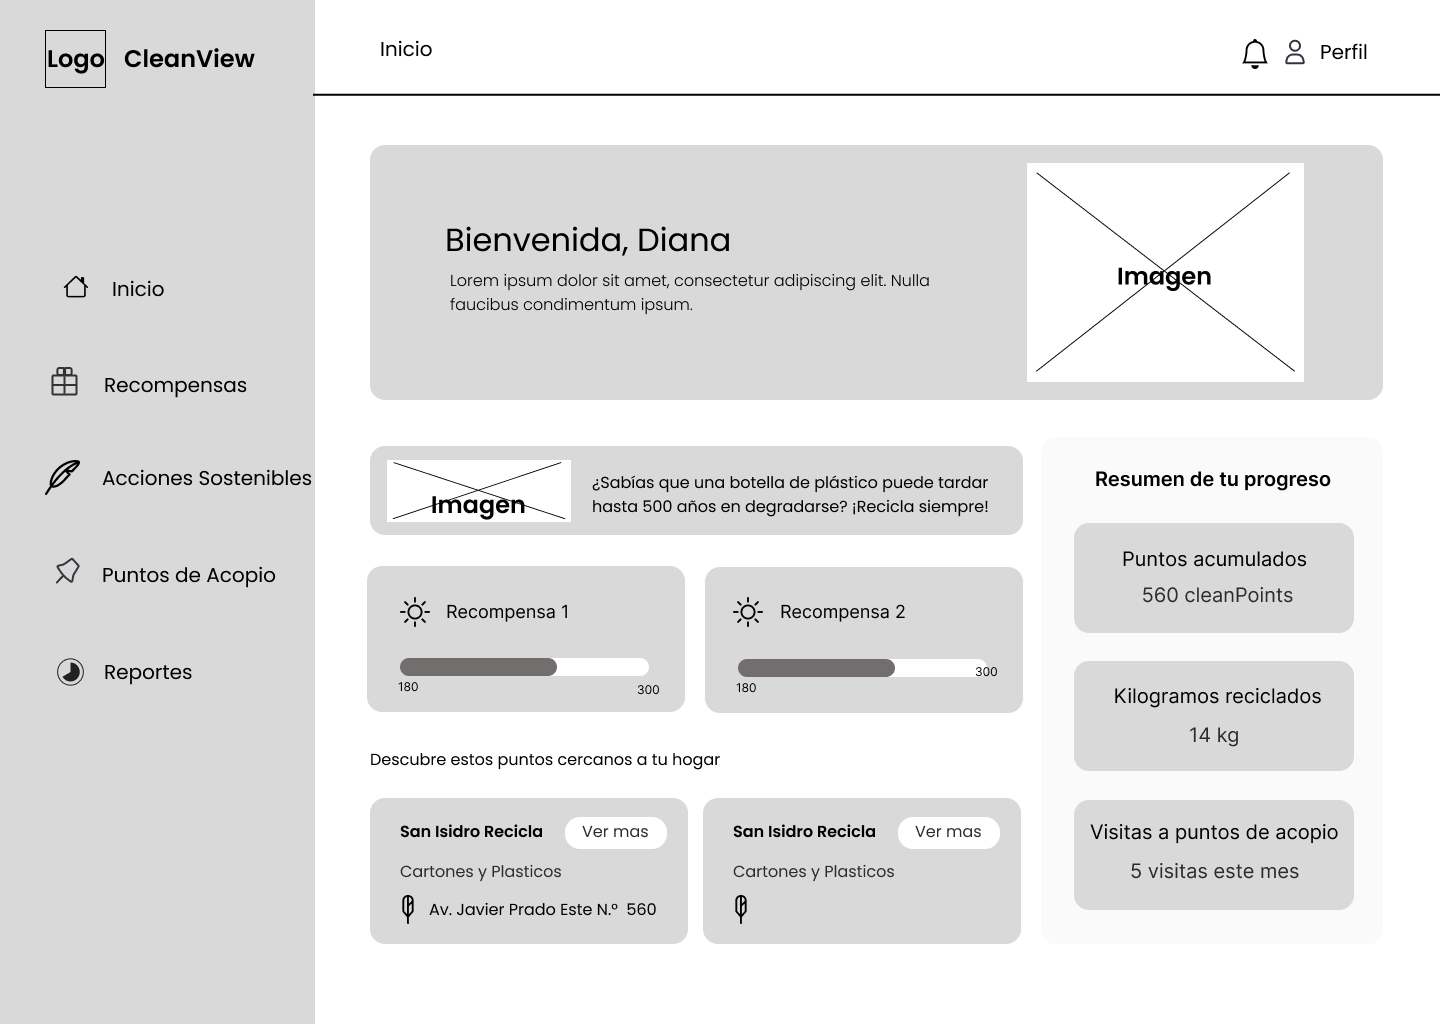 Logo
CleanView
Inicio
Recompensas
Acciones Sostenibles
Puntos de Acopio
Reportes
Inicio
Perfil
Bienvenida, Diana
Lorem ipsum dolor sit amet, consectetur adipiscing elit. Nulla
faucibus condimentum ipsum.
Imagen
Imagen
¿Sabías que una botella de plástico puede tardar
hasta 500 años en degradarse? ¡Recicla siempre!
Recompensa 1
180
300
Recompensa 2
180
300
Descubre estos puntos cercanos a tu hogar
San Isidro Recicla
Ver mas
Cartones y Plasticos
Av. Javier Prado Este N.º  560
San Isidro Recicla
Ver mas
Cartones y Plasticos
Resumen de tu progreso
Puntos acumulados
560 cleanPoints
Kilogramos reciclados
14 kg
Visitas a puntos de acopio
5 visitas este mes